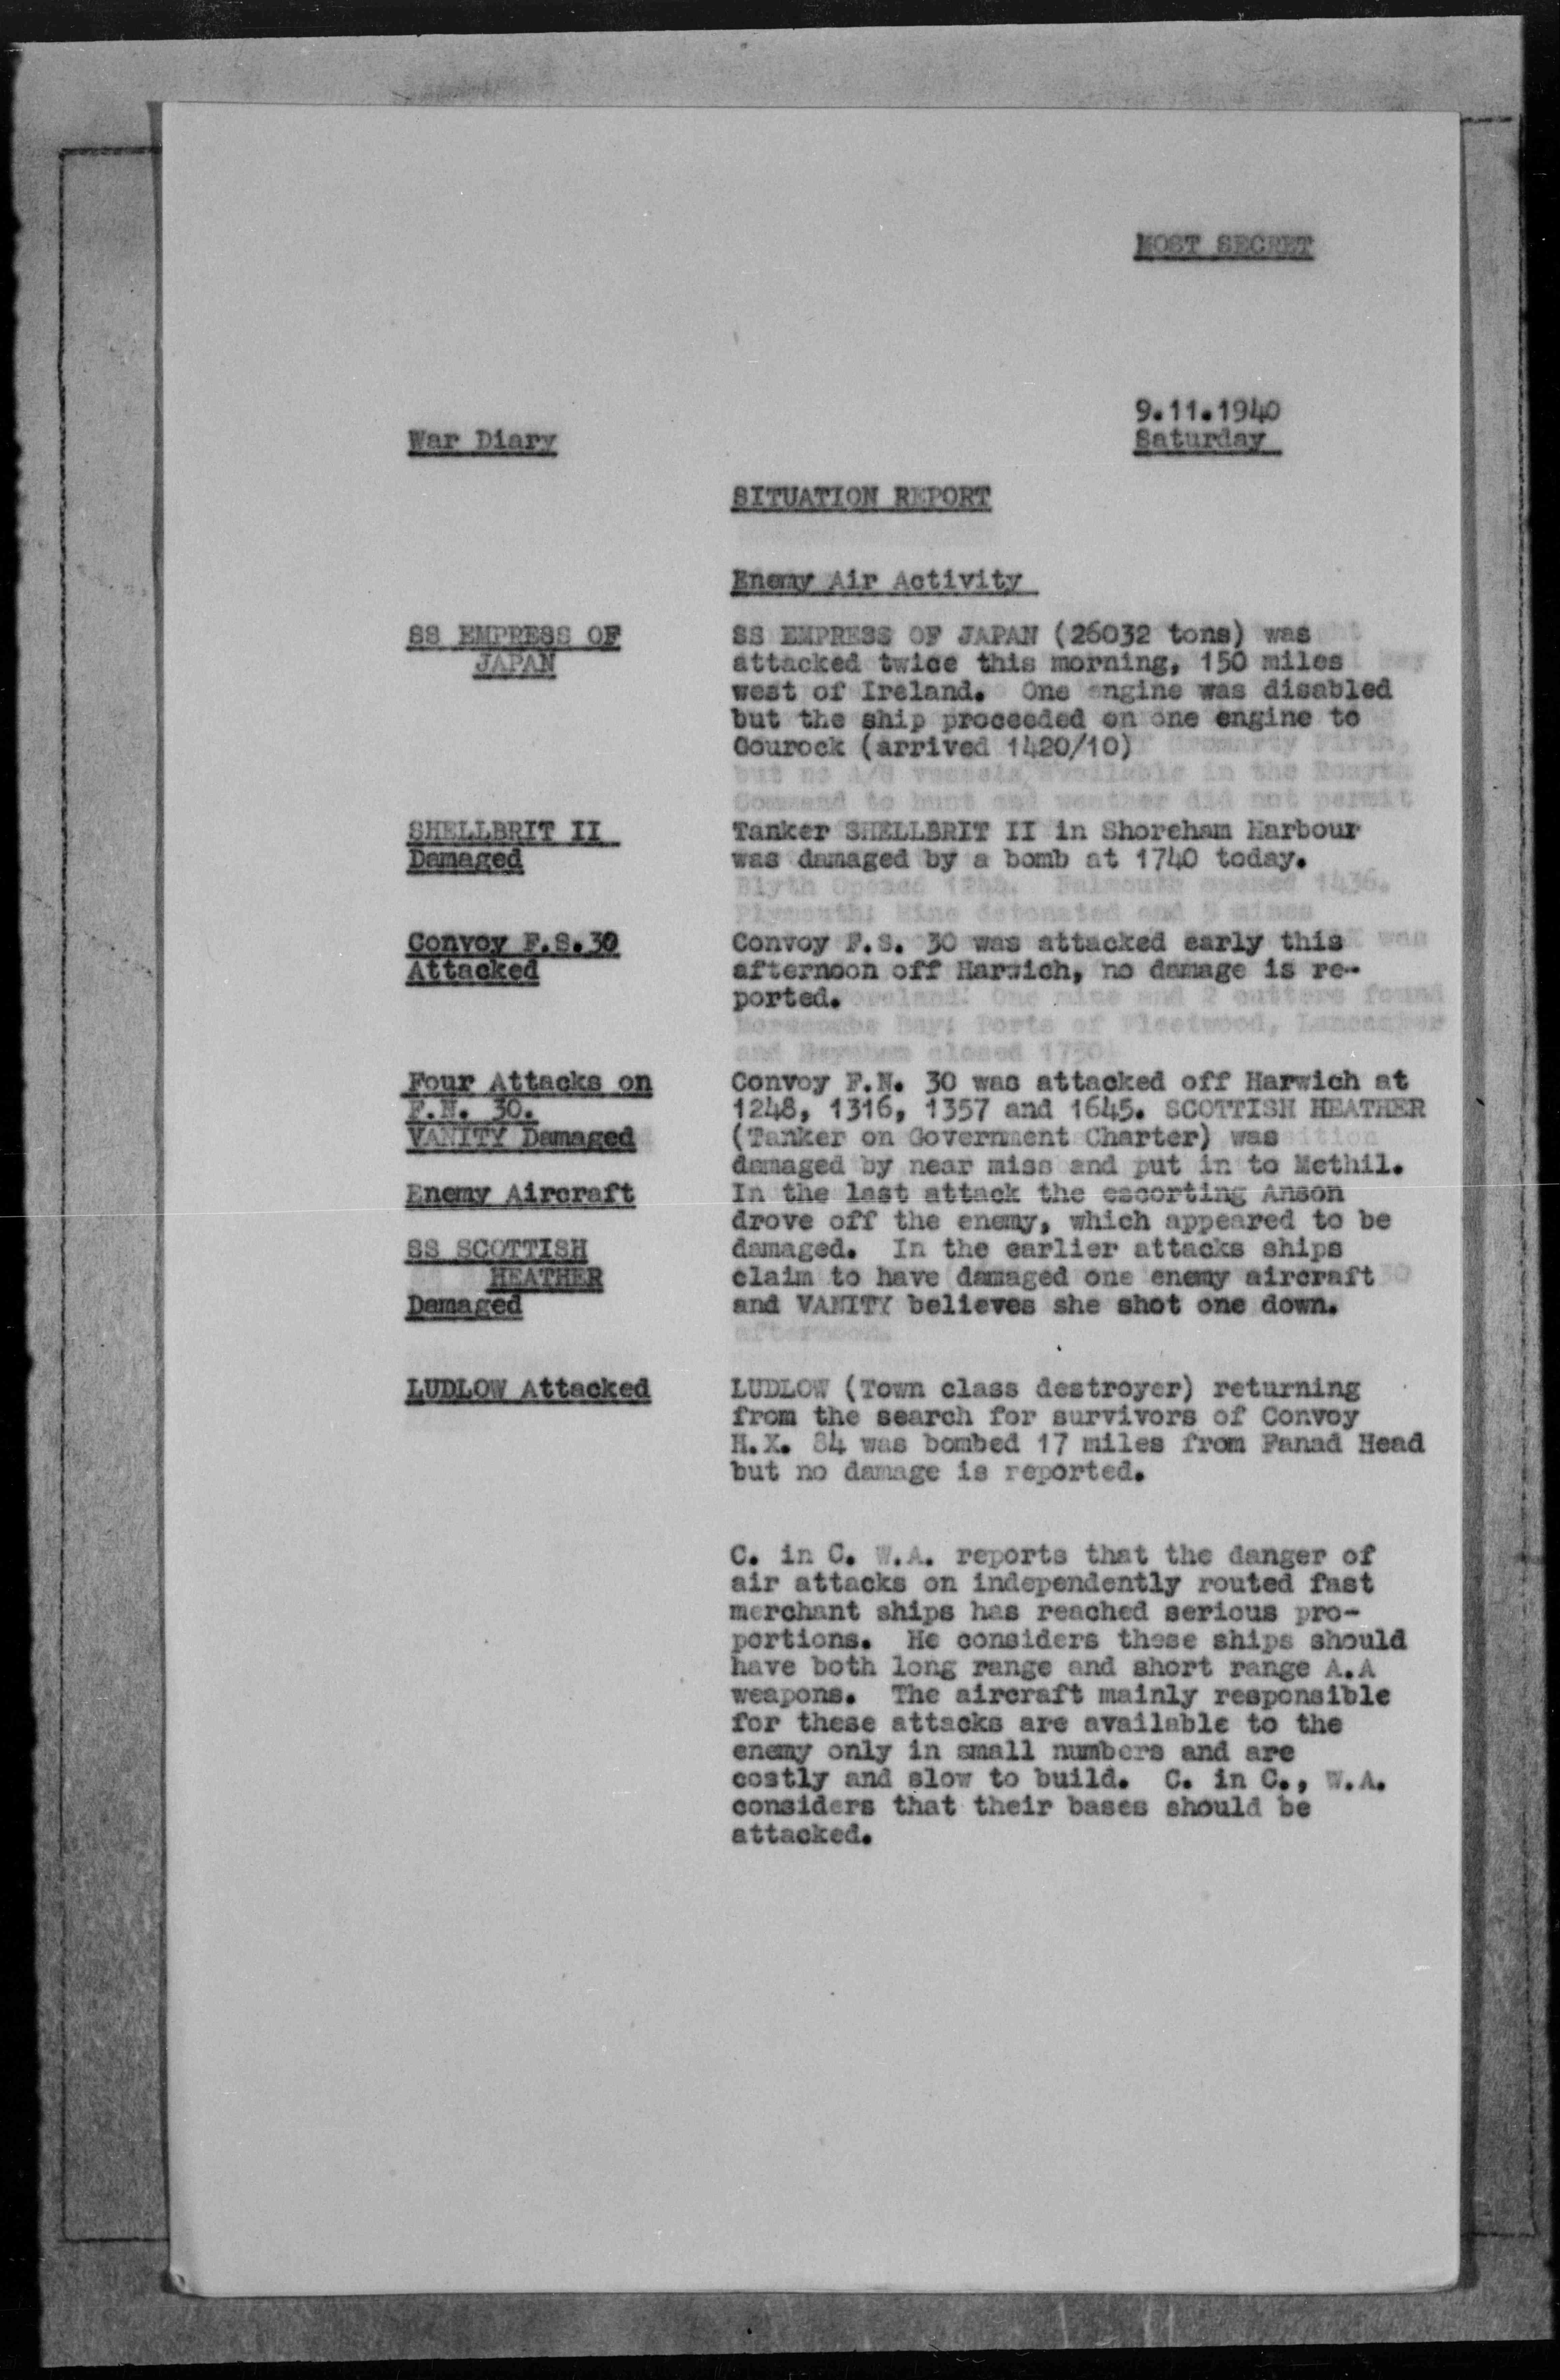 MOST SECRET
9.11.1940
War Diary
Saturday
SITUATION REPORT
Enemy Air Activity
SS EMPRESS OF
JAPAN
SS EMPRESS OF JAPAN (26032 tons) was
attacked twice this morning, 150 miles
west of Ireland. One engine was disabled
but the ship proceeded on one engine to
Gourock (arrived 1420/10)
SHELLBRIT II
Damaged
Tanker SHELLBRIT II in Shoreham Harbour
was damaged by a bomb at 1740 today.
Convoy F.S.30
Attacked
Convoy F.S. 30 was attacked early this
afternoon off Harwich, no damage is re-
ported.
Four Attacks on
F.N. 30.
VANITY Damaged
Enemy Aircraft
SS SCOTTISH
HEATHER
Damaged
Convoy F.N. 30 was attacked off Harwich at
1248, 1316, 1357 and 1645. SCOTTISH HEATHER
(Tanker on Government Charter) was
damaged by near miss and put in to Methil.
In the last attack the escorting Anson
drove off the enemy, which appeared to be
damaged. In the earlier attacks ships
claim to have damaged one enemy aircraft
and VANITY believes she shot one down.
LUDLOW Attacked
LUDLOW (Town class destroyer) returning
from the search for survivors of Convoy
H.X. 84 was bombed 17 miles from Fanad Head
but no damage is reported.
C. in C. W.A. reports that the danger of
air attacks on independently routed fast
merchant ships has reached serious pro-
portions. He considers these ships should
have both long range and short range A.A
weapons. The aircraft mainly responsible
for these attacks are available to the
enemy only in small numbers and are
costly and slow to build. C. in C., W.A.
considers that their bases should be
attacked.